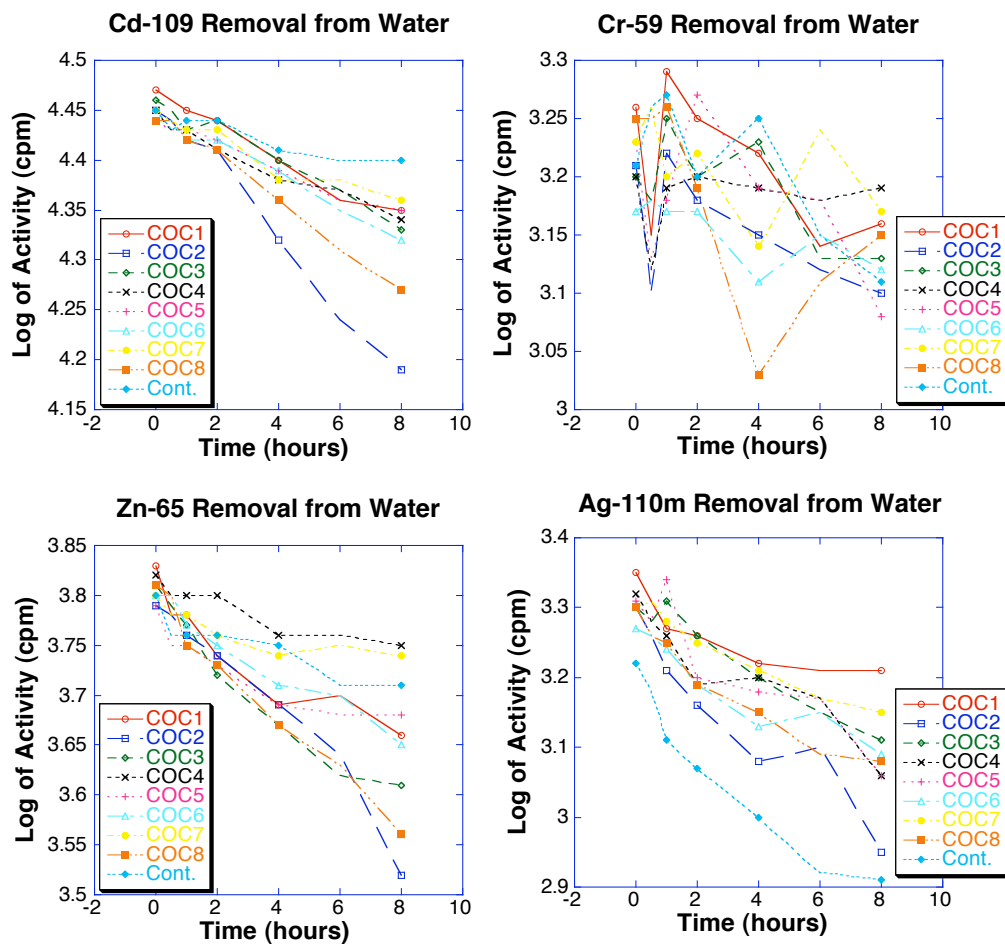 Cd-109 Removal from Water
Log of Activity (cpm)
4.5
4.45
4.4
4.35
4.3
4.25
4.2
4.15
COC1
COC2
COC3
COC4
COC5
COC6
COC7
COC8
Cont.
-2 0 2 4 6 8 10
Time (hours)
Cr-59 Removal from Water
Log of Activity (cpm)
3.3
3.25
3.2
3.15
3.1
3.05
3
COC1
COC2
COC3
COC4
COC5
COC6
COC7
COC8
Cont.
-2 0 2 4 6 8 10
Time (hours)
Zn-65 Removal from Water
Log of Activity (cpm)
3.85
3.8
3.75
3.7
3.65
3.6
3.55
3.5
COC1
COC2
COC3
COC4
COC5
COC6
COC7
COC8
Cont.
-2 0 2 4 6 8 10
Time (hours)
Ag-110m Removal from Water
Log of Activity (cpm)
3.4
3.3
3.2
3.1
3
2.9
COC1
COC2
COC3
COC4
COC5
COC6
COC7
COC8
Cont.
-2 0 2 4 6 8 10
Time (hours)